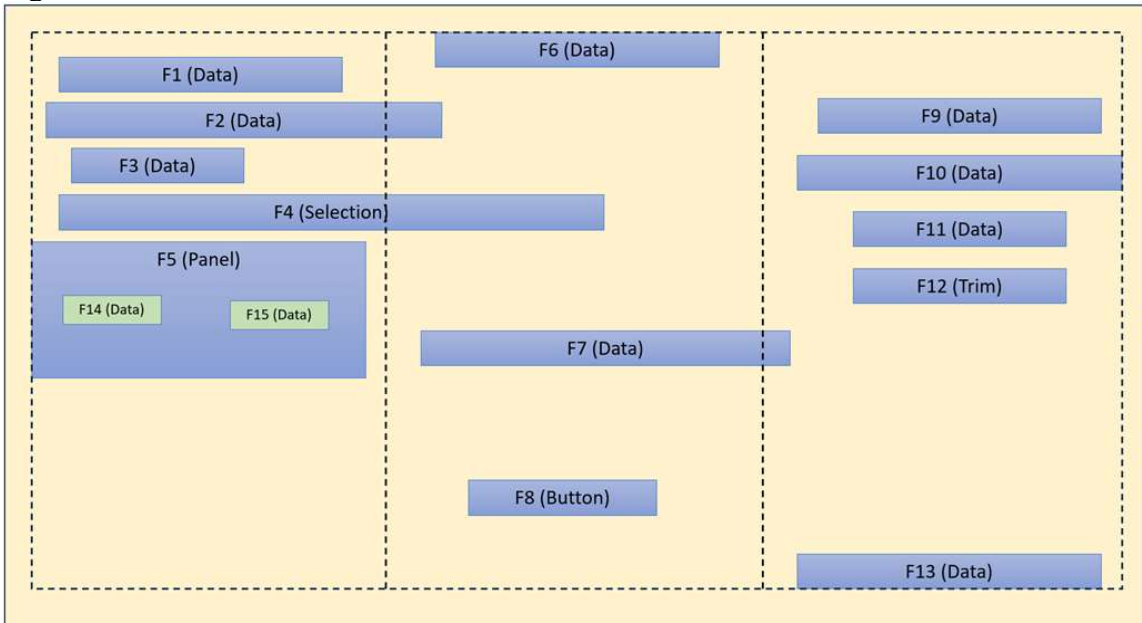 F1 (Data)
F2 (Data)
F3 (Data)
F4 (Selection)
F5 (Panel)
F14 (Data)
F15 (Data)
F6 (Data)
F7 (Data)
F8 (Button)
F9 (Data)
F10 (Data)
F11 (Data)
F12 (Trim)
F13 (Data)